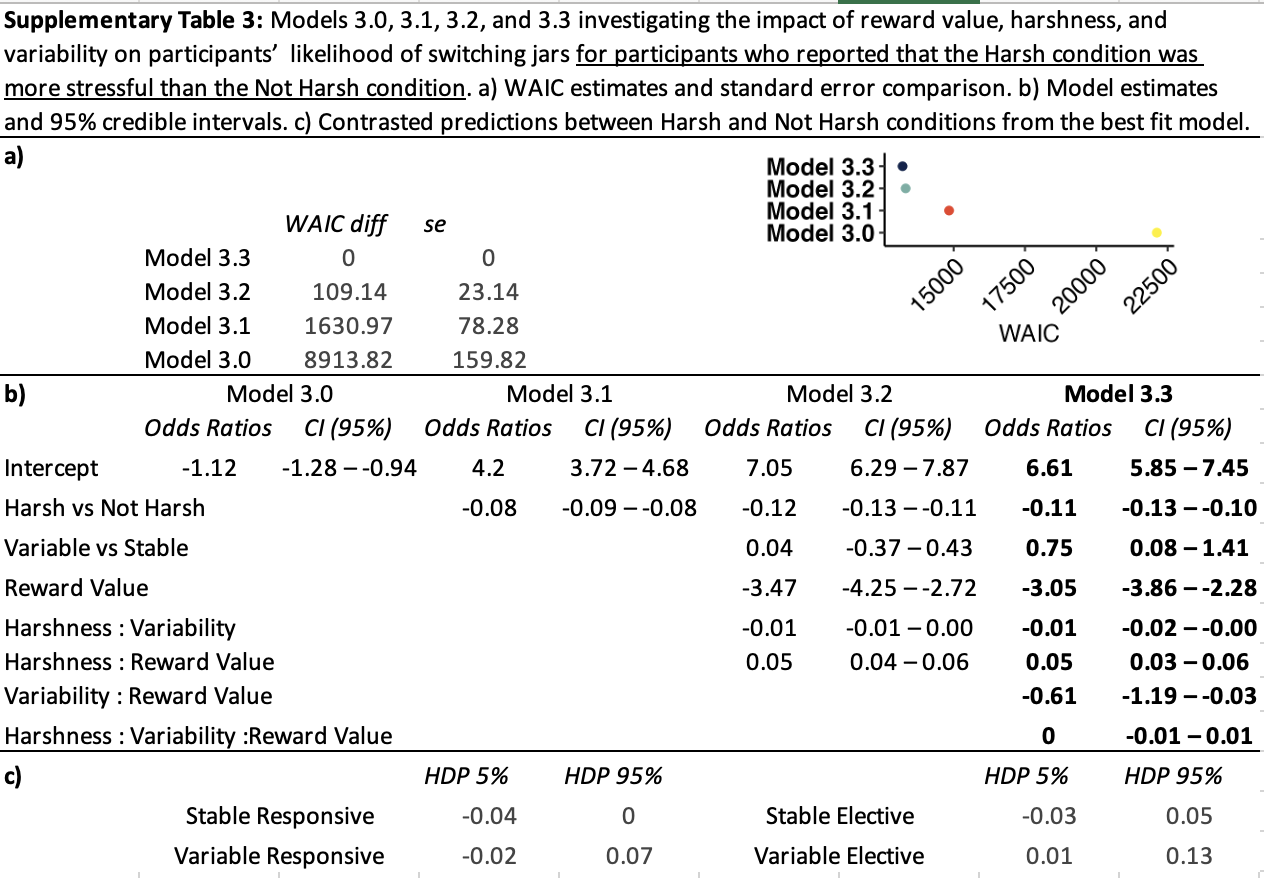 Supplementary Table 3: Models 3.0, 3.1, 3.2, and 3.3 investigating the impact of reward value, harshness, and
variability on participants’ likelihood of switching jars for participants who reported that the Harsh condition was
more stressful than the Not Harsh condition. a) WAIC estimates and standard error comparison. b) Model estimates
and 95% credible intervals. c) Contrasted predictions between Harsh and Not Harsh conditions from the best fit model.
a)
WAIC diff se
Model 3.3 0 0
Model 3.2 109.14 23.14
Model 3.1 1630.97 78.28
Model 3.0 8913.82 159.82
Model 3.3
Model 3.2
Model 3.1
Model 3.0
15000 17500 20000 22500
WAIC
b) Model 3.0 Model 3.1 Model 3.2 Model 3.3
Odds Ratios CI (95%) Odds Ratios CI (95%) Odds Ratios CI (95%) Odds Ratios CI (95%)
Intercept -1.12 -1.28 – -0.94 4.2 3.72 – 4.68 7.05 6.29 – 7.87 6.61 5.85 – 7.45
Harsh vs Not Harsh -0.08 -0.09 – -0.08 -0.12 -0.13 – -0.11 -0.11 -0.13 – -0.10
Variable vs Stable 0.04 -0.37 – 0.43 0.75 0.08 – 1.41
Reward Value -3.47 -4.25 – -2.72 -3.05 -3.86 – -2.28
Harshness : Variability -0.01 -0.01 – 0.00 -0.01 -0.02 – -0.00
Harshness : Reward Value 0.05 0.04 – 0.06 0.05 0.03 – 0.06
Variability : Reward Value -0.61 -1.19 – -0.03
Harshness : Variability :Reward Value 0 -0.01 – 0.01
c) HDP 5% HDP 95% HDP 5% HDP 95%
Stable Responsive -0.04 0 Stable Elective -0.03 0.05
Variable Responsive -0.02 0.07 Variable Elective 0.01 0.13